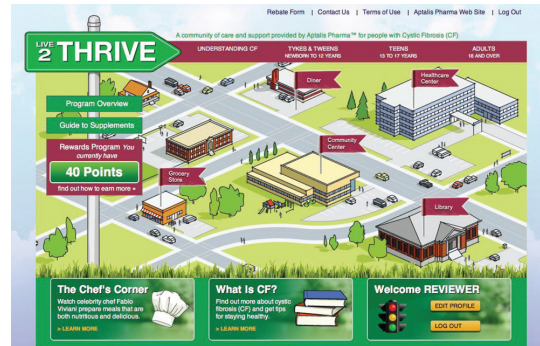 Rebate Form | Contact Us | Terms of Use | Aptalis Pharma Web Site | Log Out
A community of care and support provided by Aptalis Pharma™ for people with Cystic Fibrosis (CF)
LIVE
2 THRIVE
UNDERSTANDING CF
TYKES & TWEENS
NEWBORN TO 12 YEARS
TEENS
13 TO 17 YEARS
ADULTS
18 AND OVER
Diner
Healthcare
Center
Program Overview
Guide to Supplements
Rewards Program You
currently have
40 Points
find out how to earn more »
Community
Center
Grocery
Store
Library
The Chef's Corner
Watch celebrity chef Fabio
Viviani prepare meals that are
both nutritious and delicious.
» LEARN MORE
What Is CF?
Find out more about cystic
fibrosis (CF) and get tips
for staying healthy.
» LEARN MORE
Welcome REVIEWER
EDIT PROFILE
LOG OUT